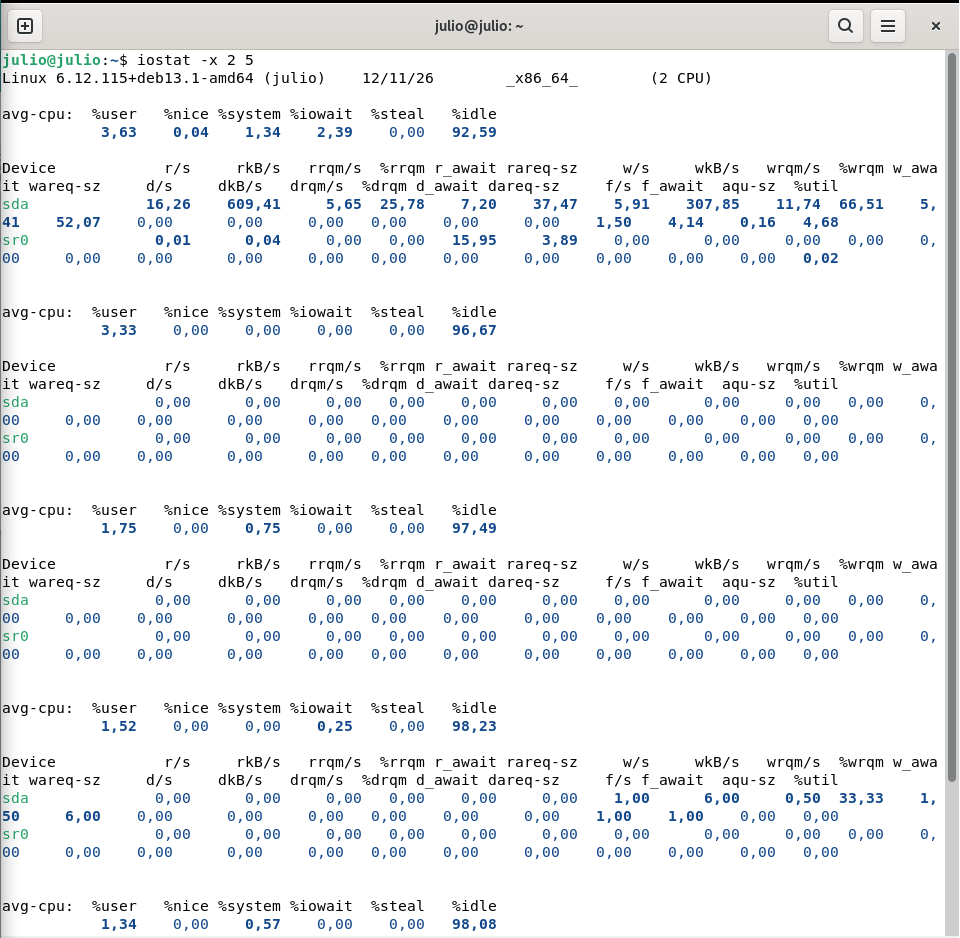 julio@julio: ~
julio@julio:~$ iostat -x 2 5
Linux 6.12.115+deb13.1-amd64 (julio)    12/11/26        _x86_64_        (2 CPU)

avg-cpu:  %user   %nice %system %iowait  %steal   %idle
           3,63    0,04    1,34    2,39    0,00   92,59

Device            r/s     rkB/s   rrqm/s  %rrqm r_await rareq-sz     w/s     wkB/s   wrqm/s  %wrqm w_awa
it wareq-sz     d/s     dkB/s   drqm/s  %drqm d_await dareq-sz     f/s f_await  aqu-sz  %util
sda             16,26    609,41     5,65  25,78    7,20    37,47    5,91    307,85    11,74  66,51    5,
41    52,07    0,00      0,00     0,00   0,00    0,00     0,00    1,50    4,14    0,16   4,68
sr0              0,01      0,04     0,00   0,00   15,95     3,89    0,00      0,00     0,00   0,00    0,
00     0,00    0,00      0,00     0,00   0,00    0,00     0,00    0,00    0,00    0,00   0,02

avg-cpu:  %user   %nice %system %iowait  %steal   %idle
           3,33    0,00    0,00    0,00    0,00   96,67

Device            r/s     rkB/s   rrqm/s  %rrqm r_await rareq-sz     w/s     wkB/s   wrqm/s  %wrqm w_awa
it wareq-sz     d/s     dkB/s   drqm/s  %drqm d_await dareq-sz     f/s f_await  aqu-sz  %util
sda              0,00      0,00     0,00   0,00    0,00     0,00    0,00      0,00     0,00   0,00    0,
00     0,00    0,00      0,00     0,00   0,00    0,00     0,00    0,00    0,00    0,00   0,00
sr0              0,00      0,00     0,00   0,00    0,00     0,00    0,00      0,00     0,00   0,00    0,
00     0,00    0,00      0,00     0,00   0,00    0,00     0,00    0,00    0,00    0,00   0,00

avg-cpu:  %user   %nice %system %iowait  %steal   %idle
           1,75    0,00    0,75    0,00    0,00   97,49

Device            r/s     rkB/s   rrqm/s  %rrqm r_await rareq-sz     w/s     wkB/s   wrqm/s  %wrqm w_awa
it wareq-sz     d/s     dkB/s   drqm/s  %drqm d_await dareq-sz     f/s f_await  aqu-sz  %util
sda              0,00      0,00     0,00   0,00    0,00     0,00    0,00      0,00     0,00   0,00    0,
00     0,00    0,00      0,00     0,00   0,00    0,00     0,00    0,00    0,00    0,00   0,00
sr0              0,00      0,00     0,00   0,00    0,00     0,00    0,00      0,00     0,00   0,00    0,
00     0,00    0,00      0,00     0,00   0,00    0,00     0,00    0,00    0,00    0,00   0,00

avg-cpu:  %user   %nice %system %iowait  %steal   %idle
           1,52    0,00    0,00    0,25    0,00   98,23

Device            r/s     rkB/s   rrqm/s  %rrqm r_await rareq-sz     w/s     wkB/s   wrqm/s  %wrqm w_awa
it wareq-sz     d/s     dkB/s   drqm/s  %drqm d_await dareq-sz     f/s f_await  aqu-sz  %util
sda              0,00      0,00     0,00   0,00    0,00     0,00    1,00      6,00     0,50  33,33    1,
50     6,00    0,00      0,00     0,00   0,00    0,00     0,00    1,00    1,00    0,00   0,00
sr0              0,00      0,00     0,00   0,00    0,00     0,00    0,00      0,00     0,00   0,00    0,
00     0,00    0,00      0,00     0,00   0,00    0,00     0,00    0,00    0,00    0,00   0,00

avg-cpu:  %user   %nice %system %iowait  %steal   %idle
           1,34    0,00    0,57    0,00    0,00   98,08